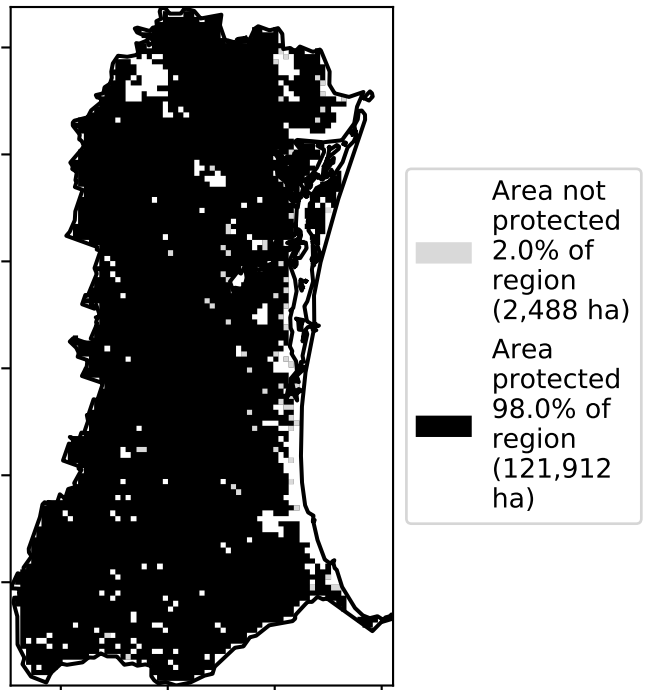 Area not
protected
2.0% of
region
(2,488 ha)
Area
protected
98.0% of
region
(121,912
ha)